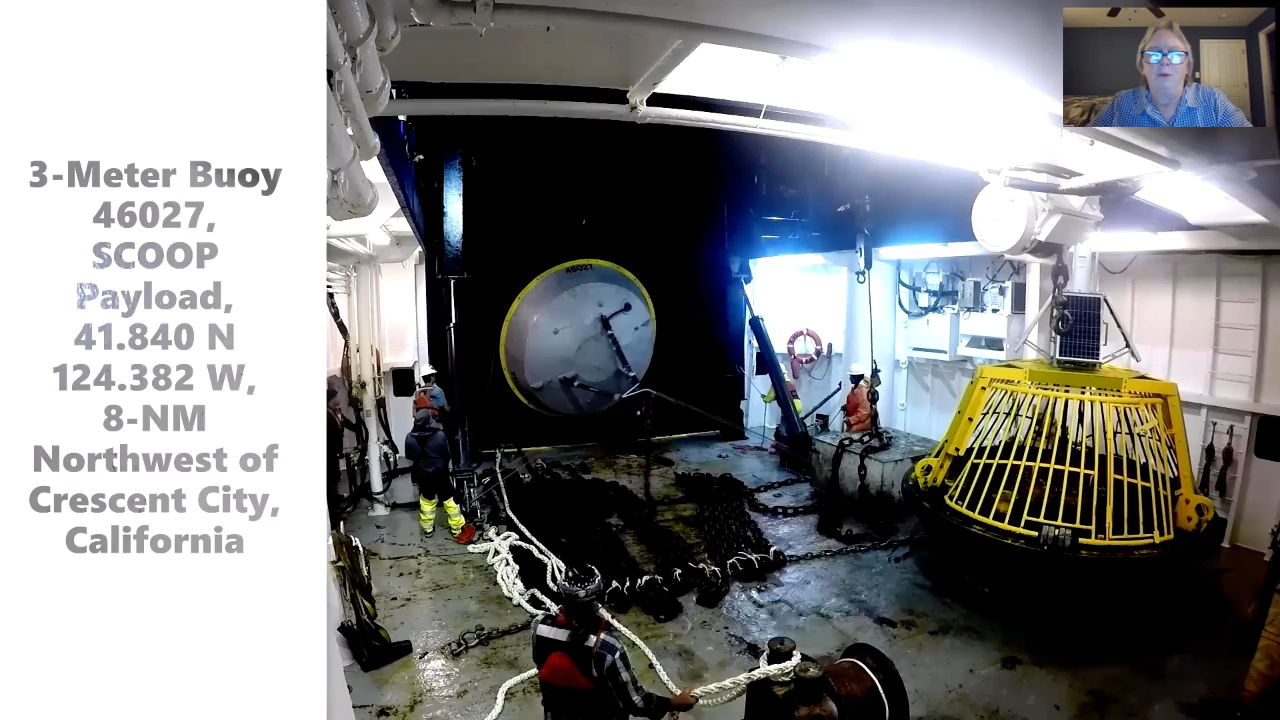 3-Meter Buoy
46027,
SCOOP
Payload,
41.840 N
124.382 W,
8-NM
Northwest of
Crescent City,
California
46027